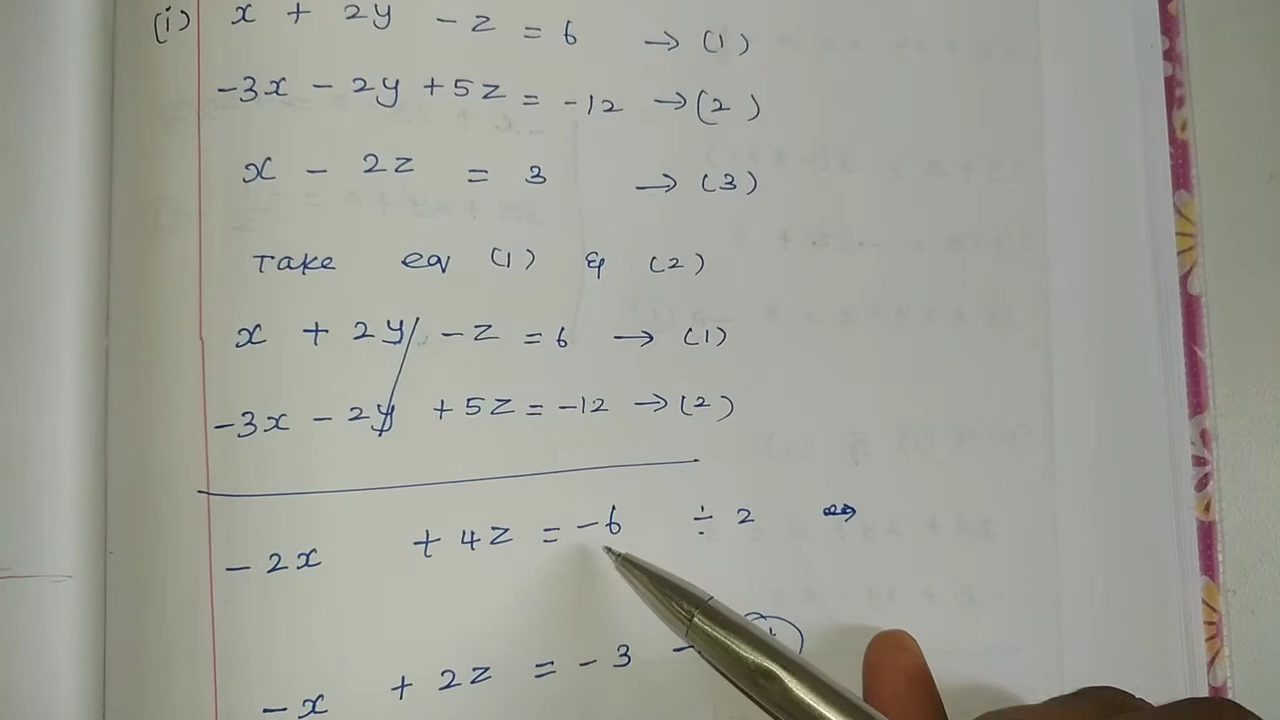 (i) x + 2y - z = 6 → (1)
-3x - 2y + 5z = -12 → (2)
x - 2z = 3 → (3)
Take eq (1) & (2)
x + 2y - z = 6 → (1)
-3x - 2y + 5z = -12 → (2)
-2x + 4z = -6 ÷ 2
-x + 2z = -3